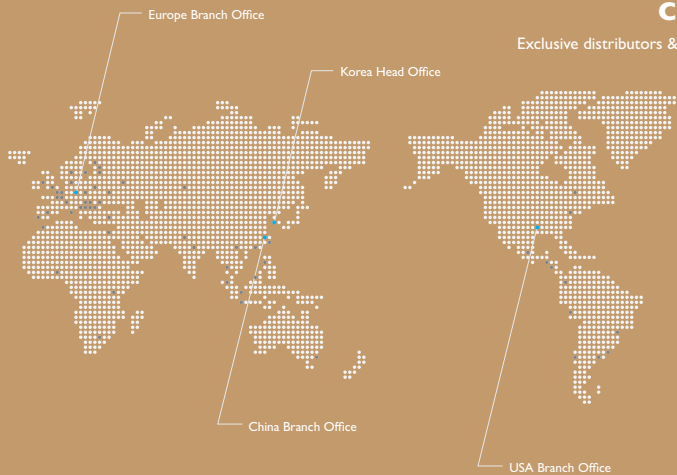 C
Europe Branch Office
Exclusive distributors &
Korea Head Office
China Branch Office
USA Branch Office